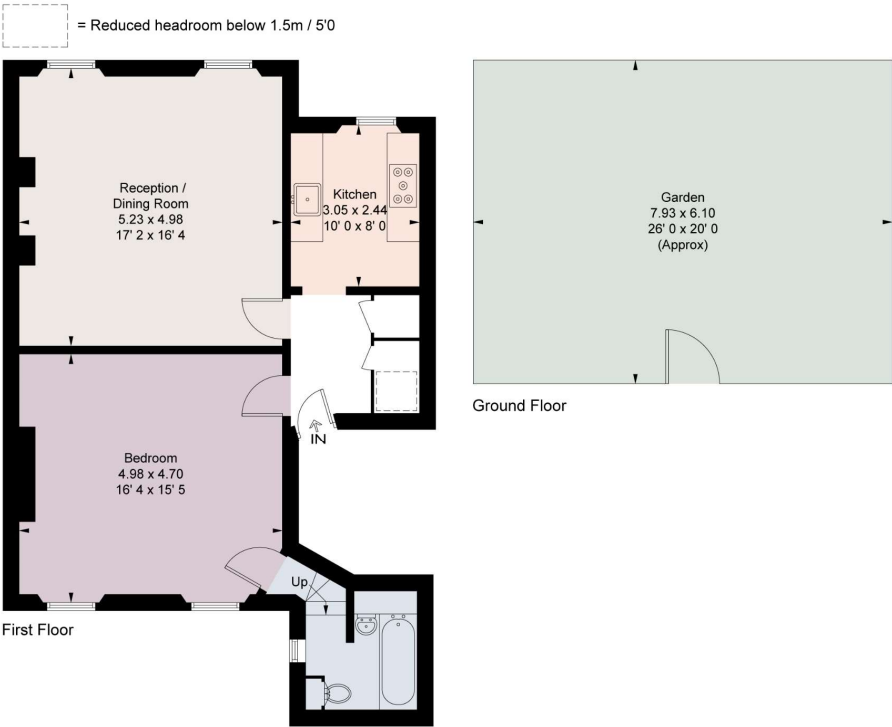 = Reduced headroom below 1.5m / 5'0
Reception /
Dining Room
5.23 x 4.98
17' 2 x 16' 4
Kitchen
3.05 x 2.44
10' 0 x 8' 0
Garden
7.93 x 6.10
26' 0 x 20' 0
(Approx)
Ground Floor
IN
Bedroom
4.98 x 4.70
16' 4 x 15' 5
Up
First Floor